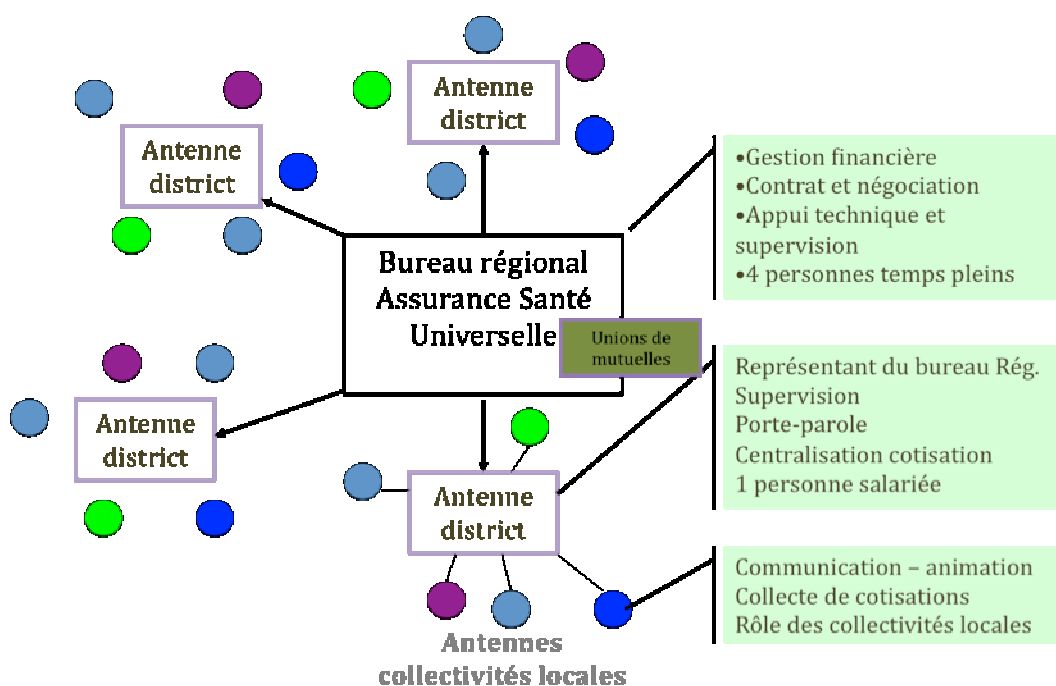 Antenne
district
Antenne
district
Bureau régional
Assurance Santé
Universelle
Unions de
mutuelles
Antenne
district
Antenne
district
Antennes
collectivités locales
•Gestion financière
•Contrat et négociation
•Appui technique et
supervision
•4 personnes temps pleins
Représentant du bureau Rég.
Supervision
Porte-parole
Centralisation cotisation
1 personne salariée
Communication – animation
Collecte de cotisations
Rôle des collectivités locales